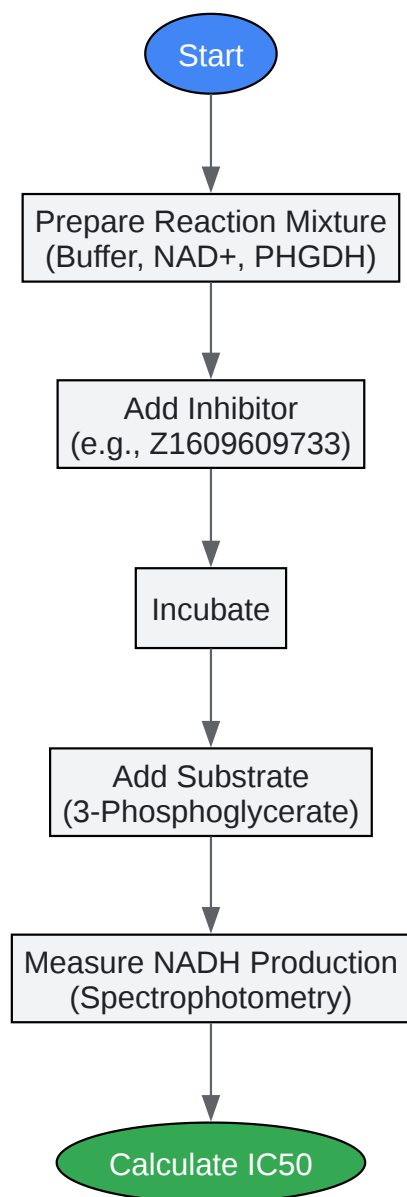 Start
Prepare Reaction Mixture
(Buffer, NAD+, PHGDH)
Add Inhibitor
(e.g., Z1609609733)
Incubate
Add Substrate
(3-Phosphoglycerate)
Measure NADH Production
(Spectrophotometry)
Calculate IC50